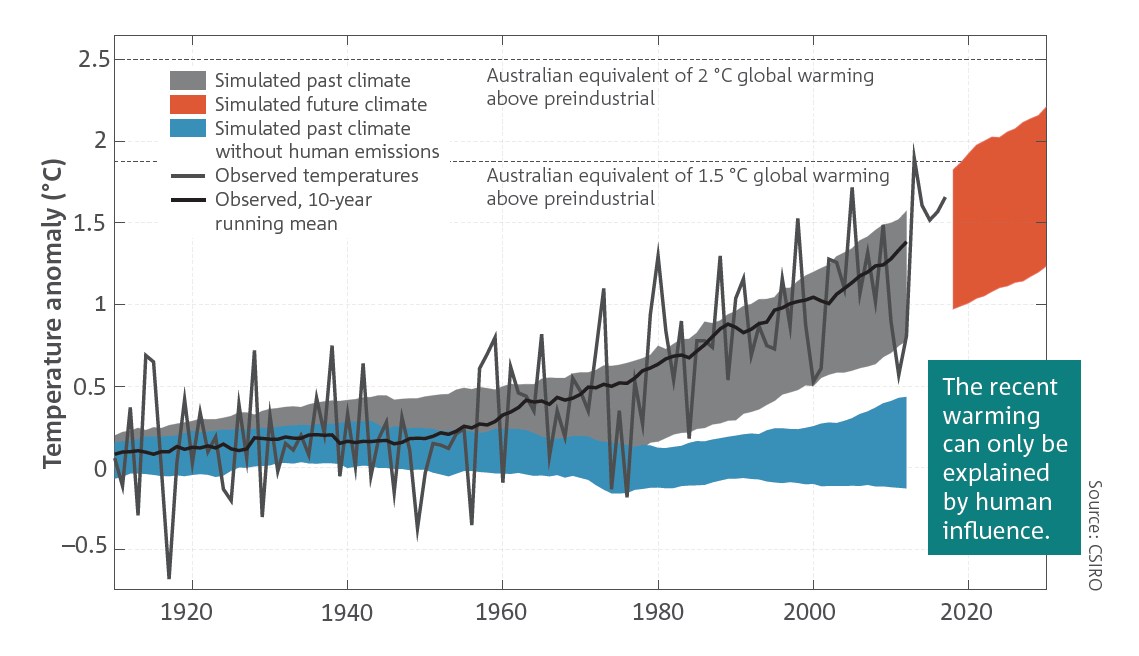 2.5
2
1.5
1
0.5
0
–0.5
Temperature anomaly (°C)
Simulated past climate
Simulated future climate
Simulated past climate
without human emissions
Observed temperatures
Observed, 10-year
running mean
Australian equivalent of 2 °C global warming
above preindustrial
Australian equivalent of 1.5 °C global warming
above preindustrial
The recent
warming
can only be
explained
by human
influence.
Source: CSIRO
1920
1940
1960
1980
2000
2020